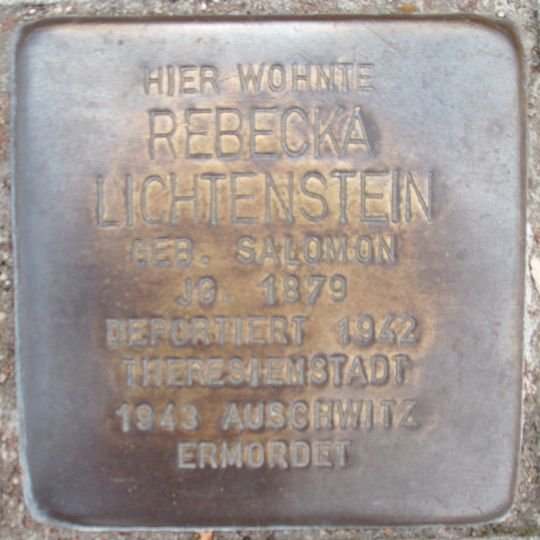 HIER WOHNTE
REBECKA
LICHTENSTEIN
GEB. SALOMON
JG. 1879
DEPORTIERT 1942
THERESIENSTADT
1943 AUSCHWITZ
ERMORDET